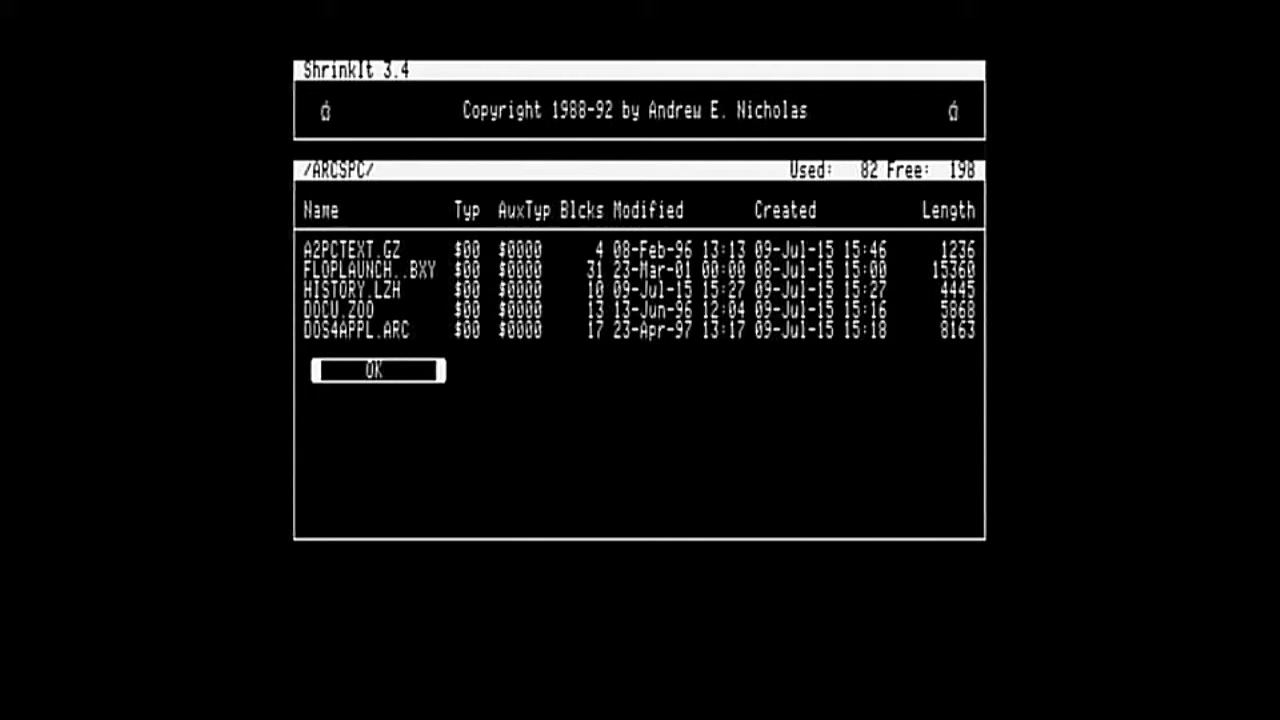 ShrinkIt 3.4
Copyright 1988-92 by Andrew E. Nicholas
/ARCSPC/ Used: 82 Free: 198
Name Typ AuxTyp Blcks Modified Created Length
A2PCTEXT.GZ $00 $0000 4 08-Feb-96 13:13 09-Jul-15 15:46 1236
FLOPLAUNCH..BXY $00 $0000 31 23-Mar-01 00:00 08-Jul-15 15:00 15360
HISTORY.LZH $00 $0000 10 09-Jul-15 15:27 09-Jul-15 15:27 4445
DOCU.ZOO $00 $0000 13 13-Jun-96 12:04 09-Jul-15 15:16 5868
DOS4APPL.ARC $00 $0000 17 23-Apr-97 13:17 09-Jul-15 15:18 8163
OK